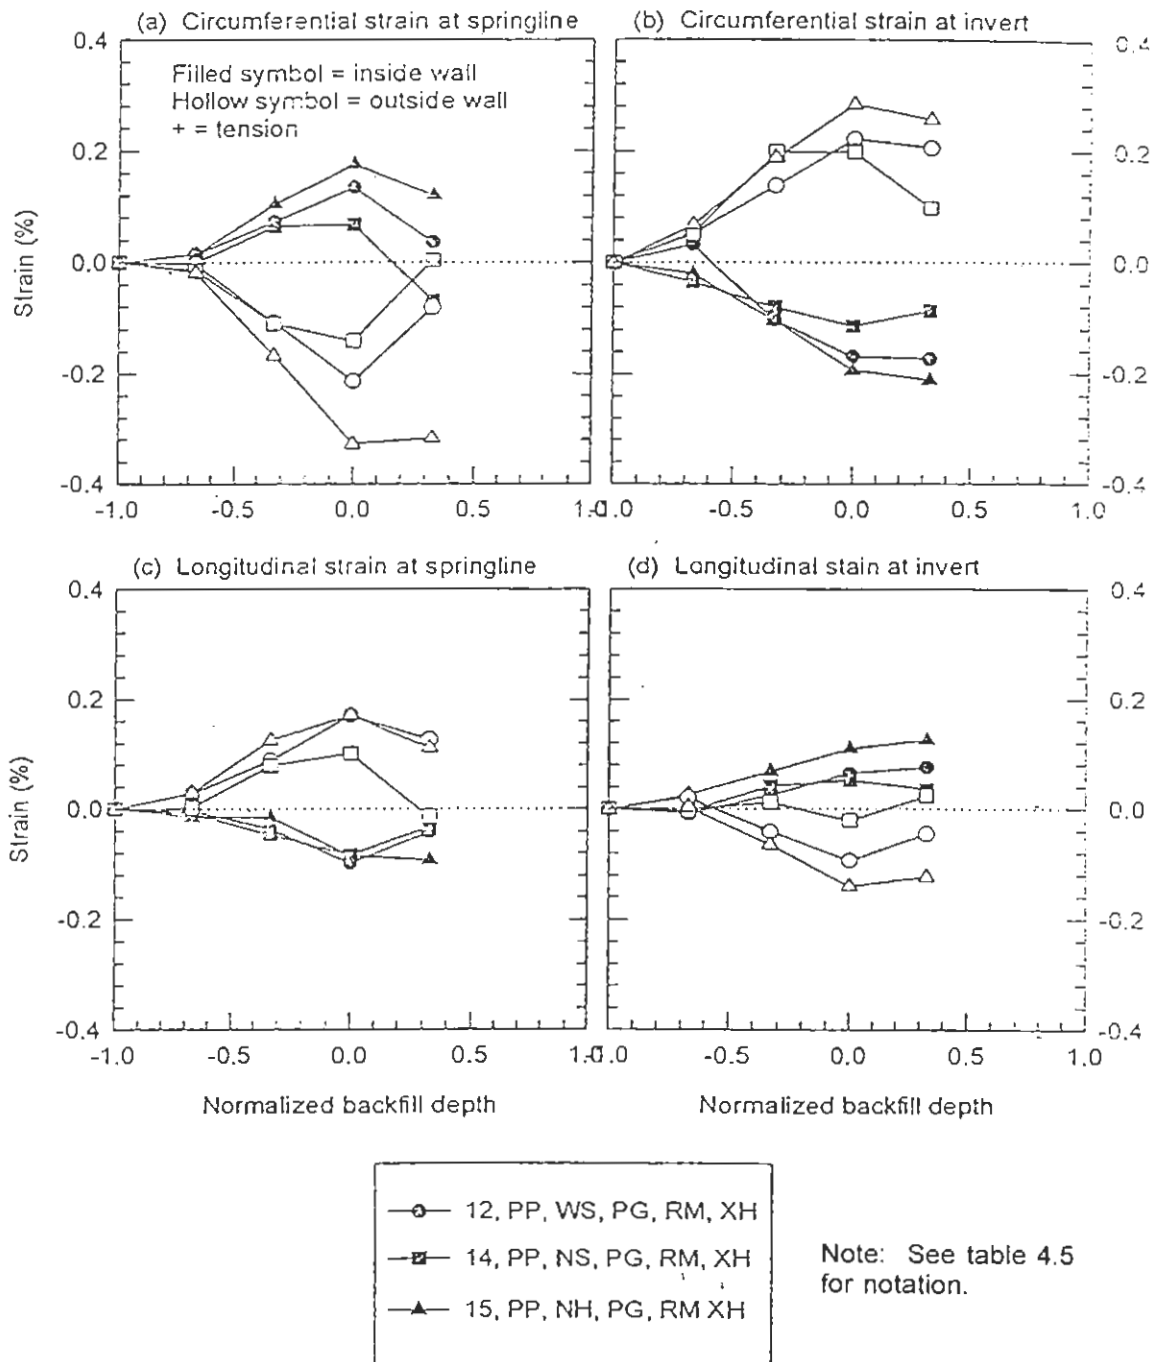 (a) Circumferential strain at springline
(b) Circumferential strain at invert
0.4
0.4
Filled symbol = inside wall
Hollow symbol = outside wall
+ = tension
0.2
0.2
Strain (%)
0.0
0.0
-0.2
-0.2
-0.4
-0.4
-1.0 -0.5 0.0 0.5 1.0
-1.0 -0.5 0.0 0.5 1.0
(c) Longitudinal strain at springline
(d) Longitudinal stain at invert
0.4
0.4
0.2
0.2
Strain (%)
0.0
0.0
-0.2
-0.2
-0.4
-0.4
-1.0 -0.5 0.0 0.5 1.0
-1.0 -0.5 0.0 0.5 1.0
Normalized backfill depth
Normalized backfill depth
12, PP, WS, PG, RM, XH
14, PP, NS, PG, RM, XH
15, PP, NH, PG, RM XH
Note: See table 4.5
for notation.